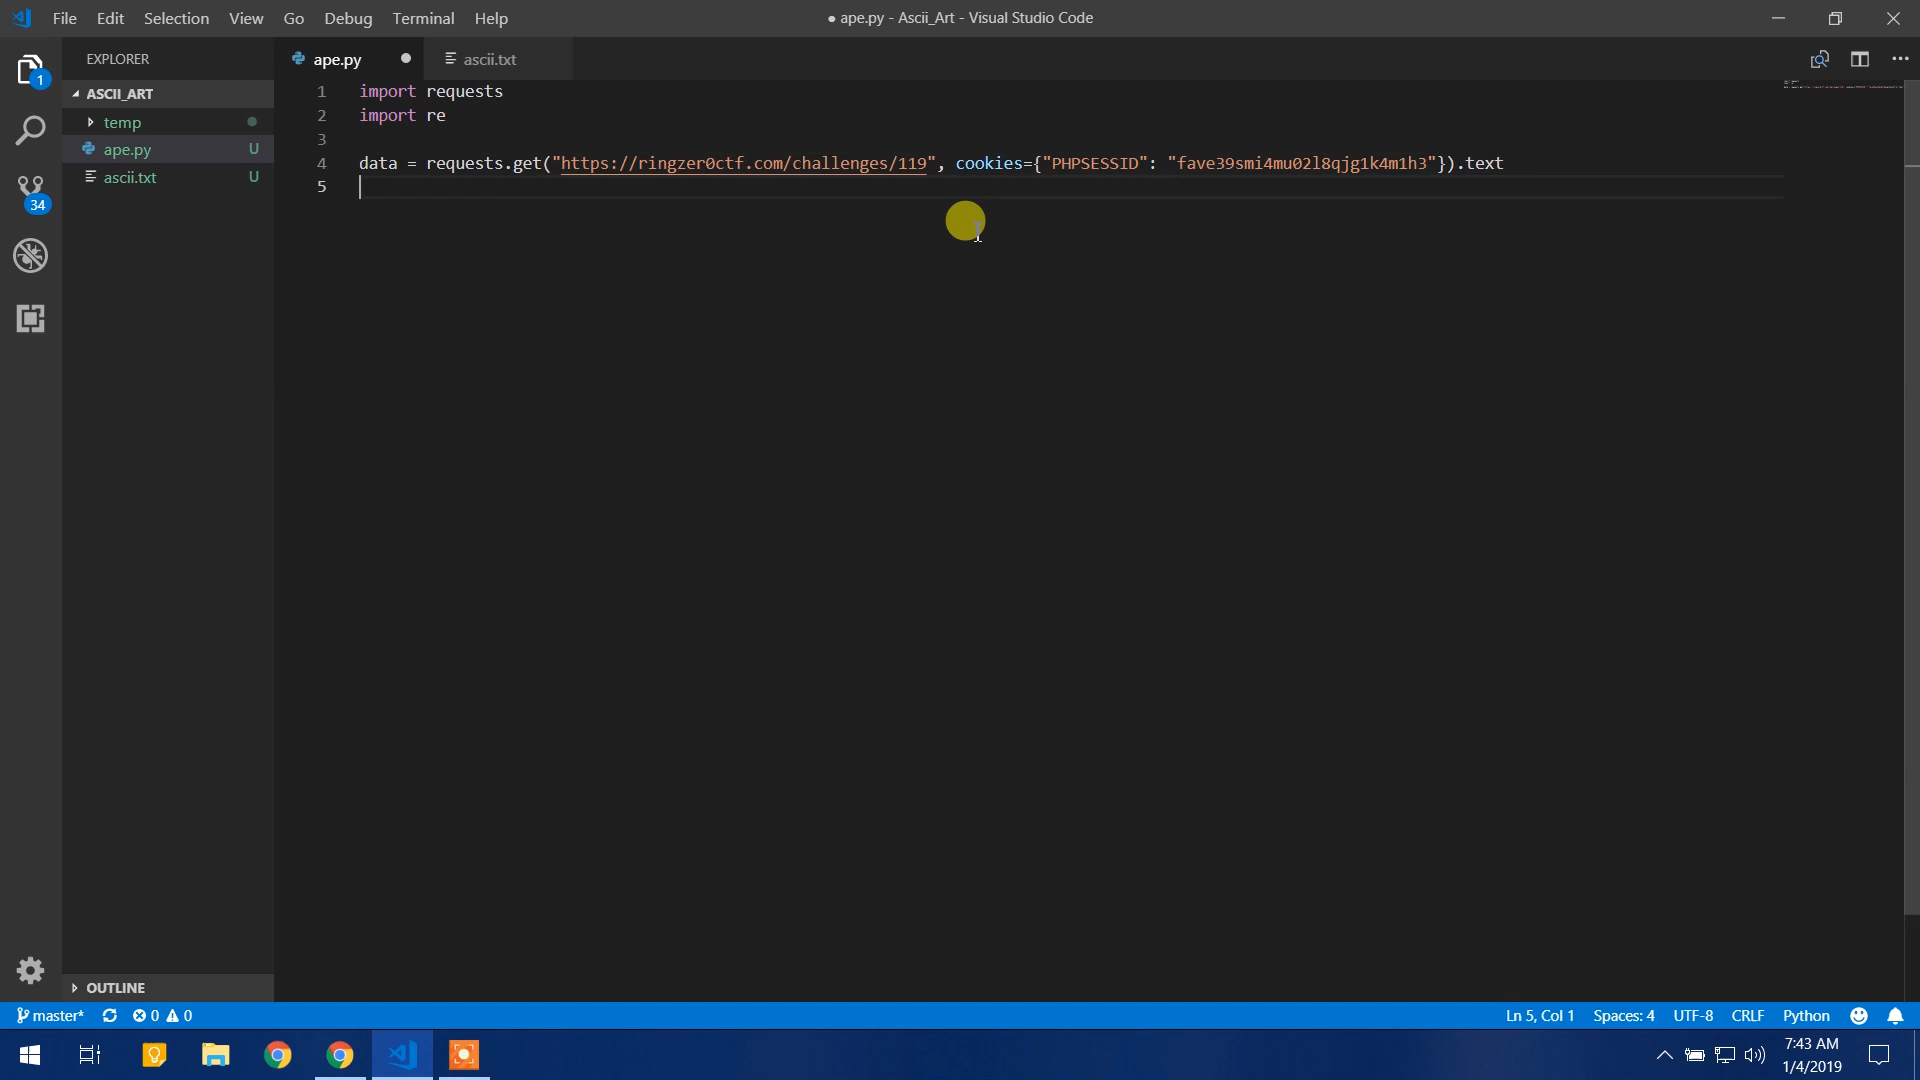 File Edit Selection View Go Debug Terminal Help
● ape.py - Ascii_Art - Visual Studio Code
1
EXPLORER
ape.py
ascii.txt
ASCII_ART
temp
ape.py U
ascii.txt U
34
1 import requests
2 import re
3
4 data = requests.get("https://ringzer0ctf.com/challenges/119", cookies={"PHPSESSID": "fave39smi4mu02l8qjg1k4m1h3"}).text
5
OUTLINE
master* 0 0 Ln 5, Col 1 Spaces: 4 UTF-8 CRLF Python
7:43 AM
1/4/2019